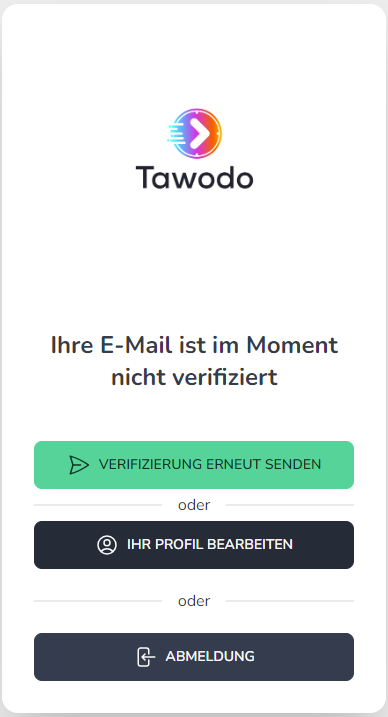 Tawodo
Ihre E-Mail ist im Moment
nicht verifiziert
VERIFIZIERUNG ERNEUT SENDEN
oder
IHR PROFIL BEARBEITEN
oder
ABMELDUNG